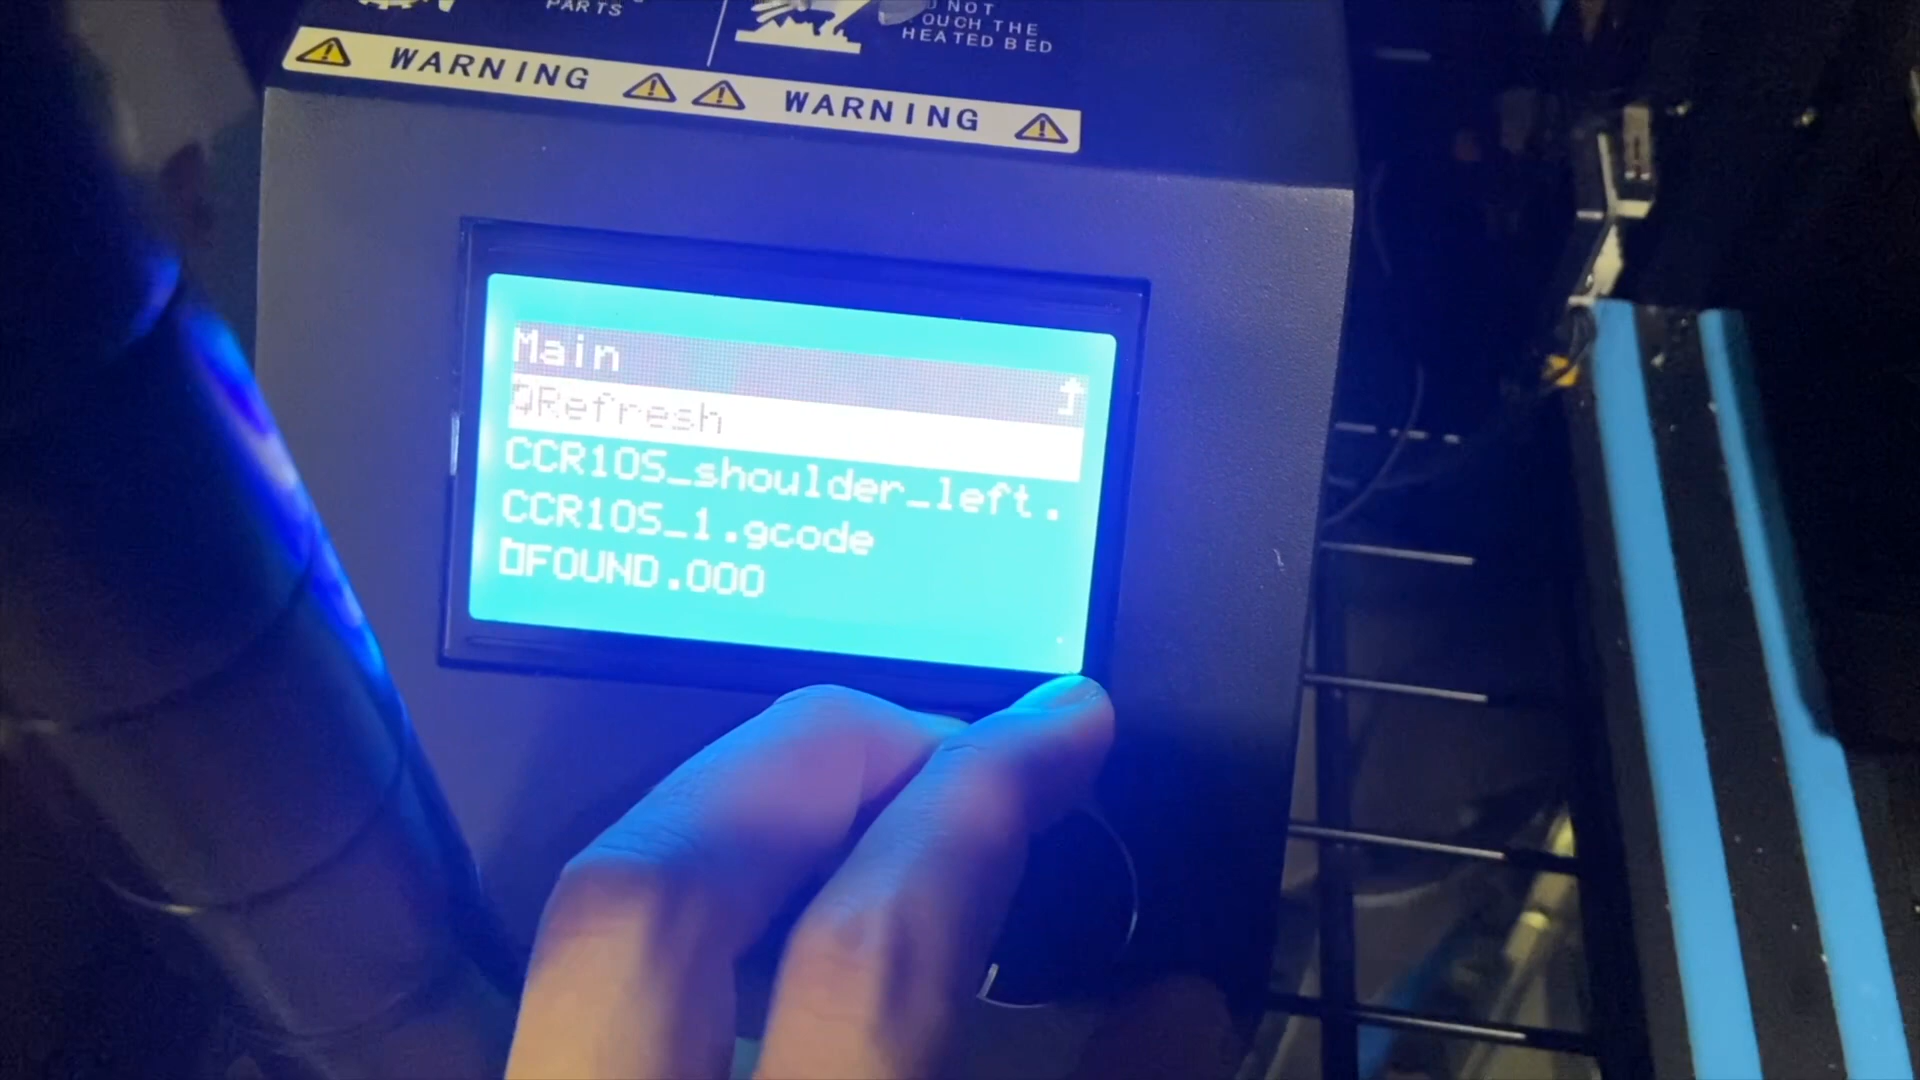 PARTS
NOT
OUCH THE
HEATED BED
WARNING
WARNING
Main
Refresh
CCR10S_shoulder_left.
CCR10S_1.gcode
FOUND.000